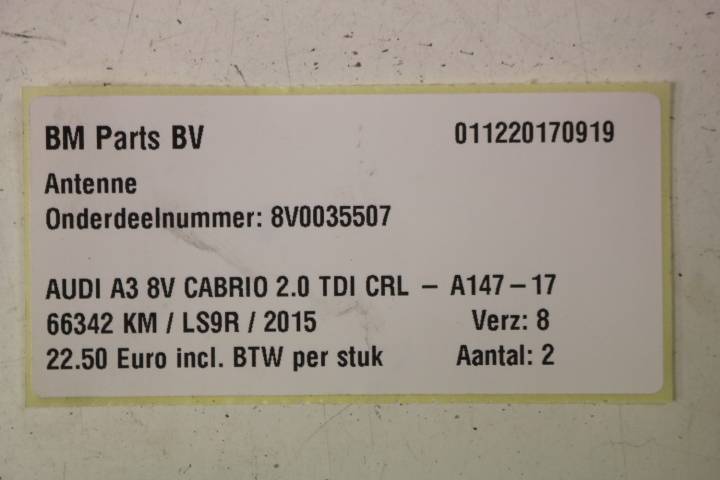 BM Parts BV 011220170919
Antenne
Onderdeelnummer: 8V0035507
AUDI A3 8V CABRIO 2.0 TDI CRL – A147–17
66342 KM / LS9R / 2015 Verz: 8
22.50 Euro incl. BTW per stuk Aantal: 2